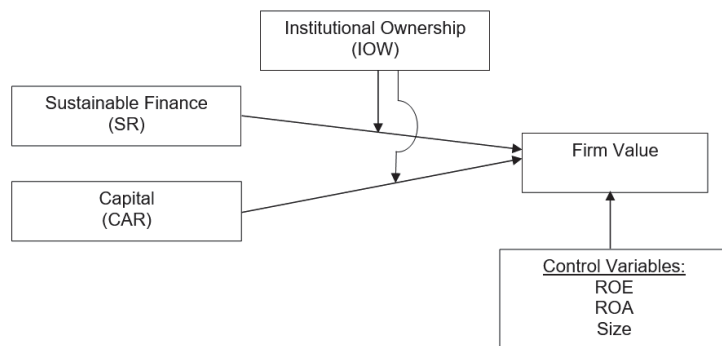 Institutional Ownership
(IOW)
Sustainable Finance
(SR)
Firm Value
Capital
(CAR)
Control Variables:
ROE
ROA
Size